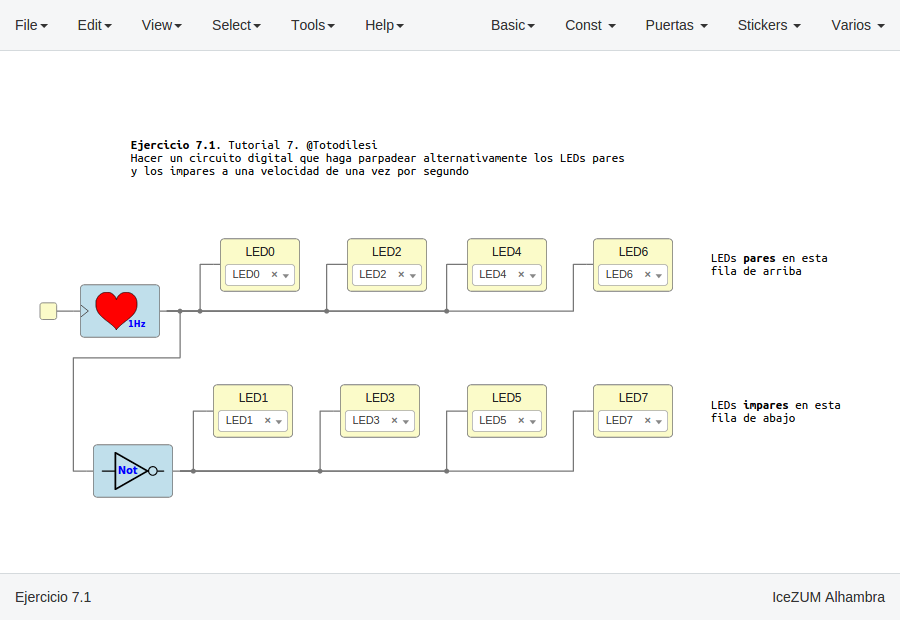 File Edit View Select Tools Help Basic Const Puertas Stickers Varios
Ejercicio 7.1. Tutorial 7. @Totodilesi
Hacer un circuito digital que haga parpadear alternativamente los LEDs pares
y los impares a una velocidad de una vez por segundo
LED0 LED2 LED4 LED6
LED0 LED2 LED4 LED6
LEDs pares en esta
fila de arriba
1Hz
LED1 LED3 LED5 LED7
LED1 LED3 LED5 LED7
LEDs impares en esta
fila de abajo
Not
Ejercicio 7.1 IceZUM Alhambra